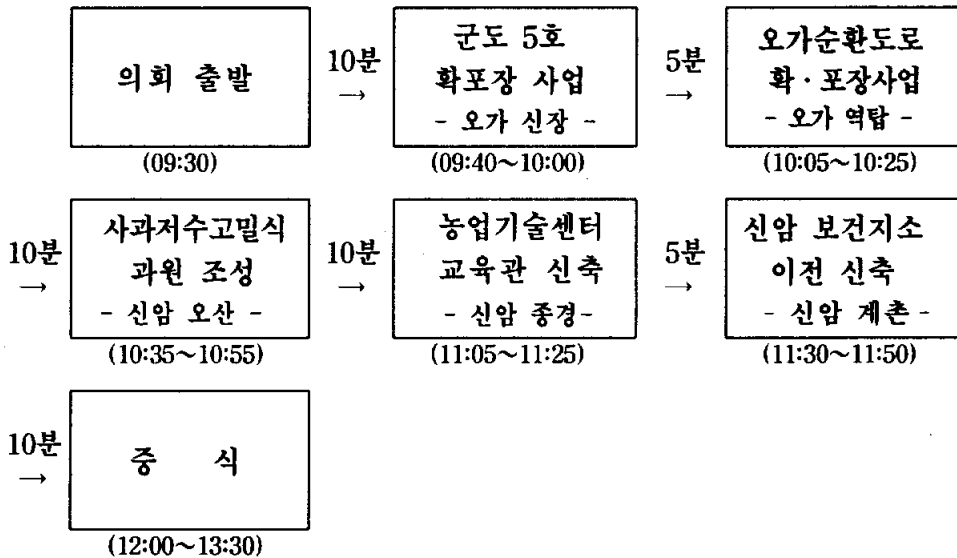 의회 출발
(09:30)
10분
→
군도 5호
확포장 사업
- 오가 신장 -
(09:40~10:00)
5분
→
오가순환도로
확·포장사업
- 오가 역탑 -
(10:05~10:25)
10분
→
사과저수고밀식
과원 조성
- 신암 오산 -
(10:35~10:55)
10분
→
농업기술센터
교육관 신축
- 신암 종경-
(11:05~11:25)
5분
→
신암 보건지소
이전 신축
- 신암 계촌 -
(11:30~11:50)
10분
→
중 식
(12:00~13:30)